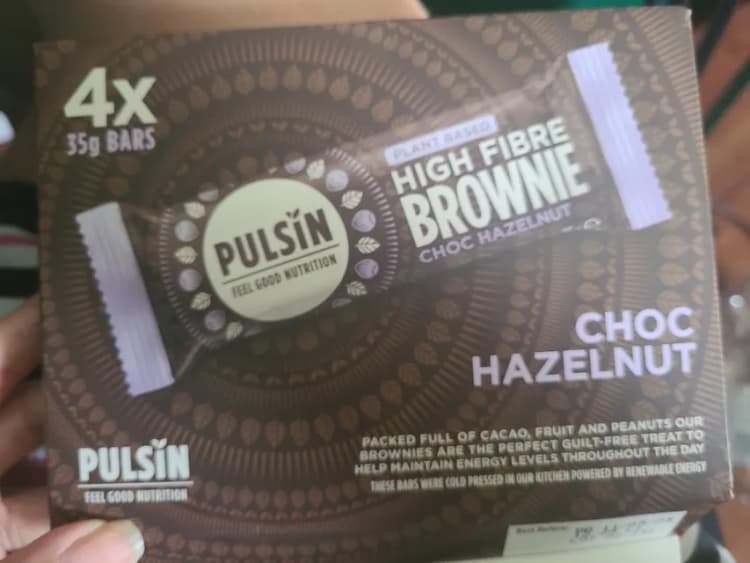 4x
35g BARS
PLANT BASED
HIGH FIBRE
BROWNIE
CHOC HAZELNUT
PULSiN
FEEL GOOD NUTRITION
CHOC
HAZELNUT
PACKED FULL OF CACAO, FRUIT AND PEANUTS OUR
BROWNIES ARE THE PERFECT GUILT-FREE TREAT TO
HELP MAINTAIN ENERGY LEVELS THROUGHOUT THE DAY
THESE BARS WERE COLD PRESSED IN OUR KITCHEN POWERED BY RENEWABLE ENERGY
PULSiN
FEEL GOOD NUTRITION
Best Before: